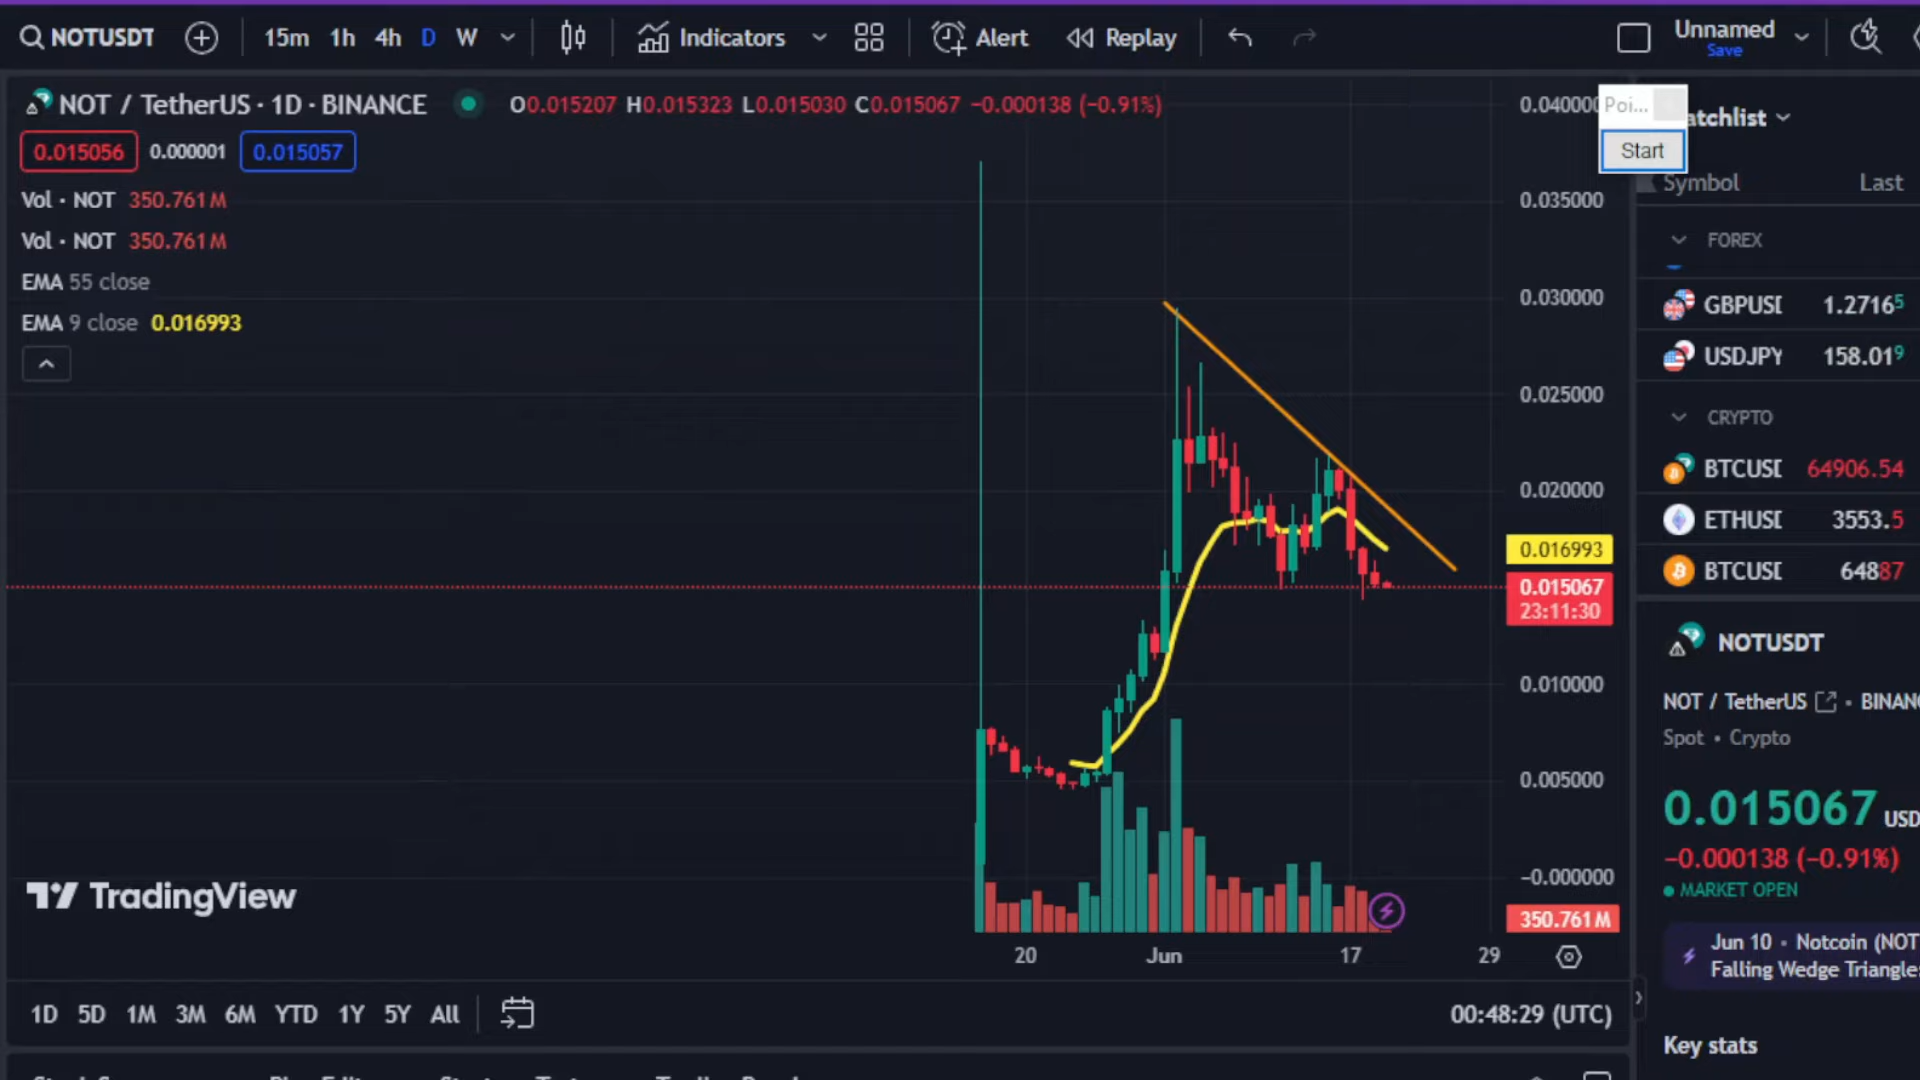 NOTUSDT 15m 1h 4h D W Indicators Alert Replay Unnamed
Save
NOT / TetherUS · 1D · BINANCE O0.015207 H0.015323 L0.015030 C0.015067 −0.000138 (−0.91%)
0.015056 0.000001 0.015057
Vol · NOT 350.761M
Vol · NOT 350.761M
EMA 55 close
EMA 9 close 0.016993
0.04000
0.035000
0.030000
0.025000
0.020000
0.016993
0.015067
23:11:30
0.010000
0.005000
−0.000000
350.761M
20 Jun 17 29
TradingView
1D 5D 1M 3M 6M YTD 1Y 5Y All
00:48:29 (UTC)
Poi...
Start
atchlist
Symbol Last
FOREX
GBPUSD 1.27165
USDJPY 158.019
CRYPTO
BTCUSD 64906.54
ETHUSD 3553.5
BTCUSD 64887
NOTUSDT
NOT / TetherUS • BINANC
Spot • Crypto
0.015067 USD
−0.000138 (−0.91%)
MARKET OPEN
Jun 10 • Notcoin (NOT
Falling Wedge Triangle:
Key stats